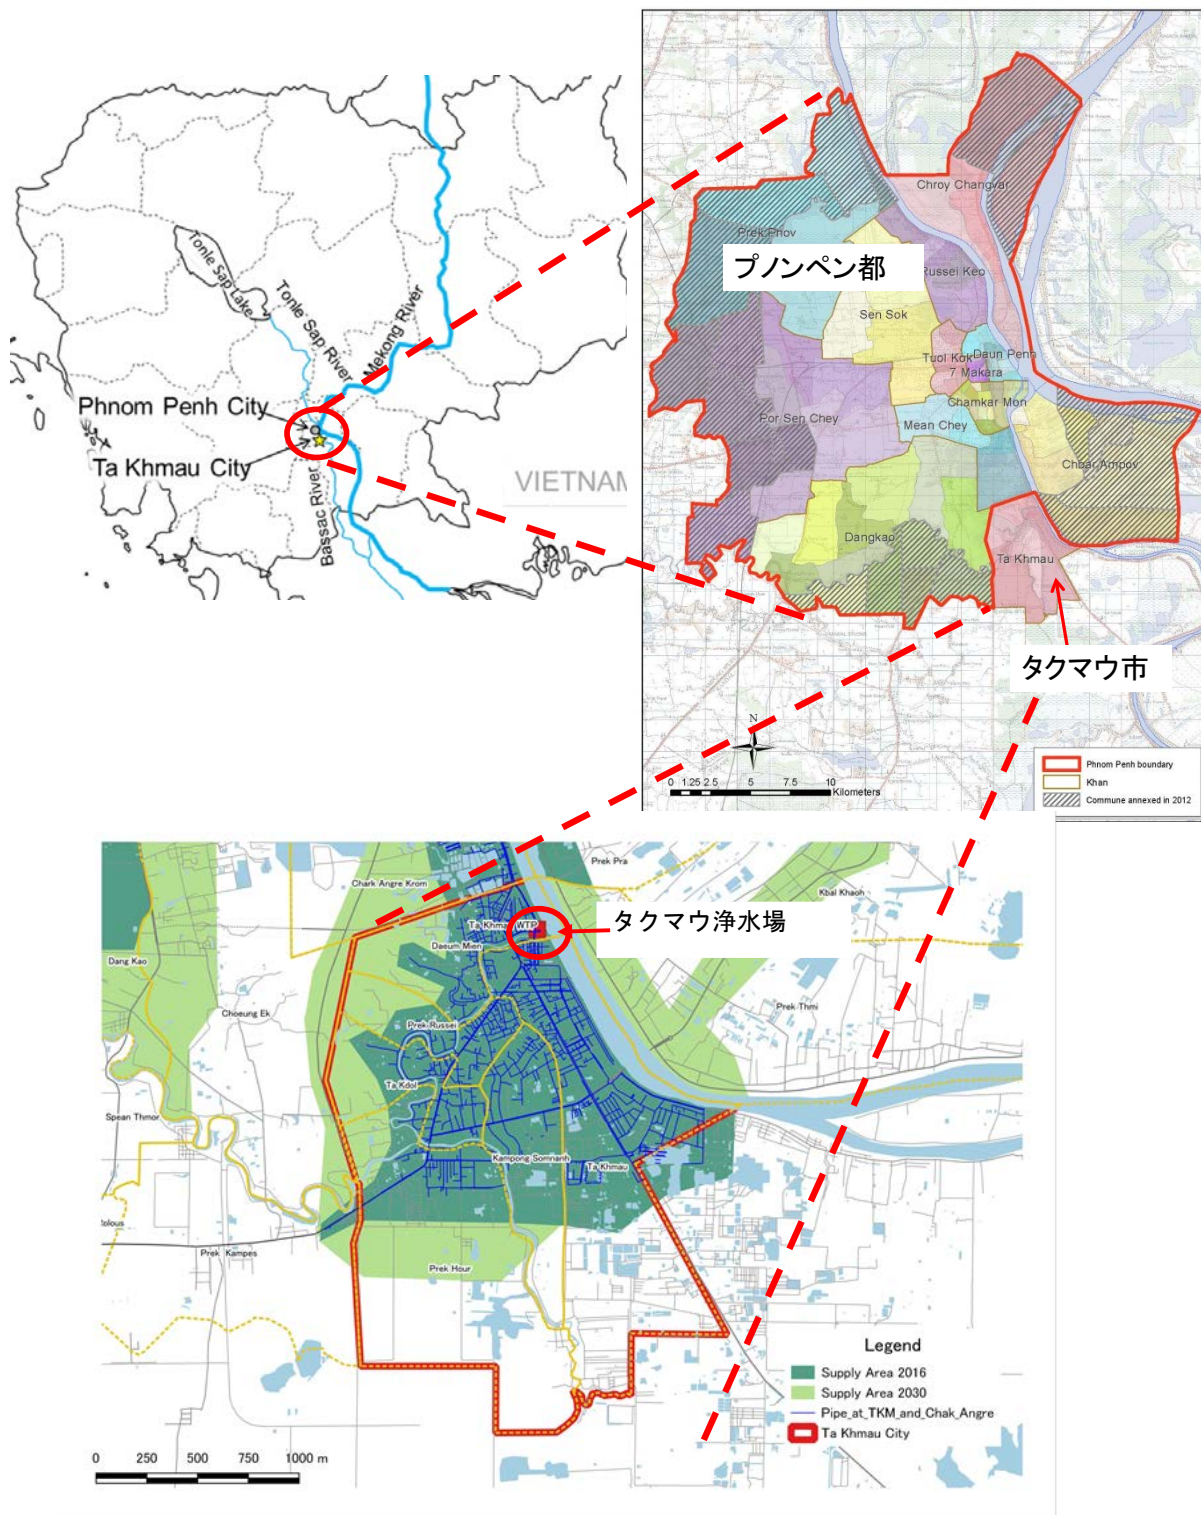 Tonle Sap Lake
Tonle Sap River
Mekong River
Phnom Penh City
Ta Khmau City
Bassac River
VIETNAM
Chroy Changvar
Prek Phov
プノンペン都
Russei Keo
Sen Sok
Tuol Kok
Daun Penh
7 Makara
Chamkar Mon
Por Sen Chey
Mean Chey
Chbar Ampov
Dangkao
Ta Khmau
タクマウ市
N
0 1.25 2.5 5 7.5 10
Kilometers
Phnom Penh boundary
Khan
Commune annexed in 2012
Prek Pra
Chark Angre Krom
Kbal Khaoh
Ta Khmau WTP
タクマウ浄水場
Daeum Mien
Dang Kao
Choeung Ek
Prek Thmi
Prek Russei
Ta Kdol
Spean Thmor
Kampong Somnanh
Ta Khmau
Rolous
Prek Kampes
Prek Hour
Legend
Supply Area 2016
Supply Area 2030
Pipe_at_TKM_and_Chak_Angre
Ta Khmau City
0 250 500 750 1000 m